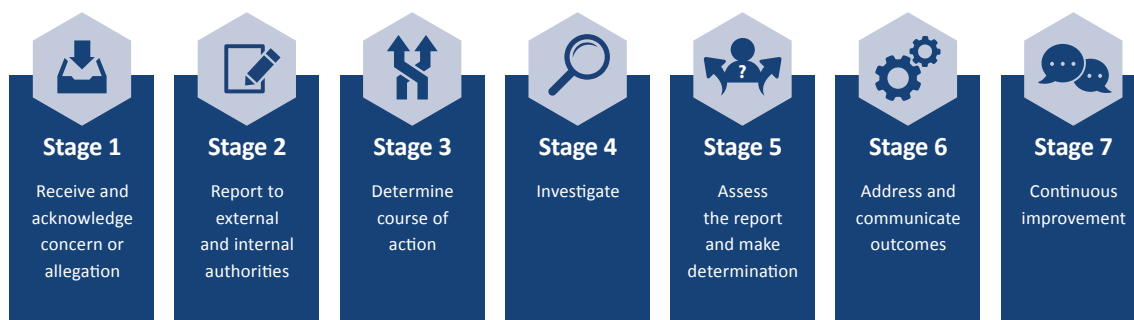 Stage 1
Receive and
acknowledge
concern or
allegation
Stage 2
Report to
external
and internal
authorities
Stage 3
Determine
course of
action
Stage 4
Investigate
Stage 5
?
Assess
the report
and make
determination
Stage 6
Address and
communicate
outcomes
Stage 7
Continuous
improvement